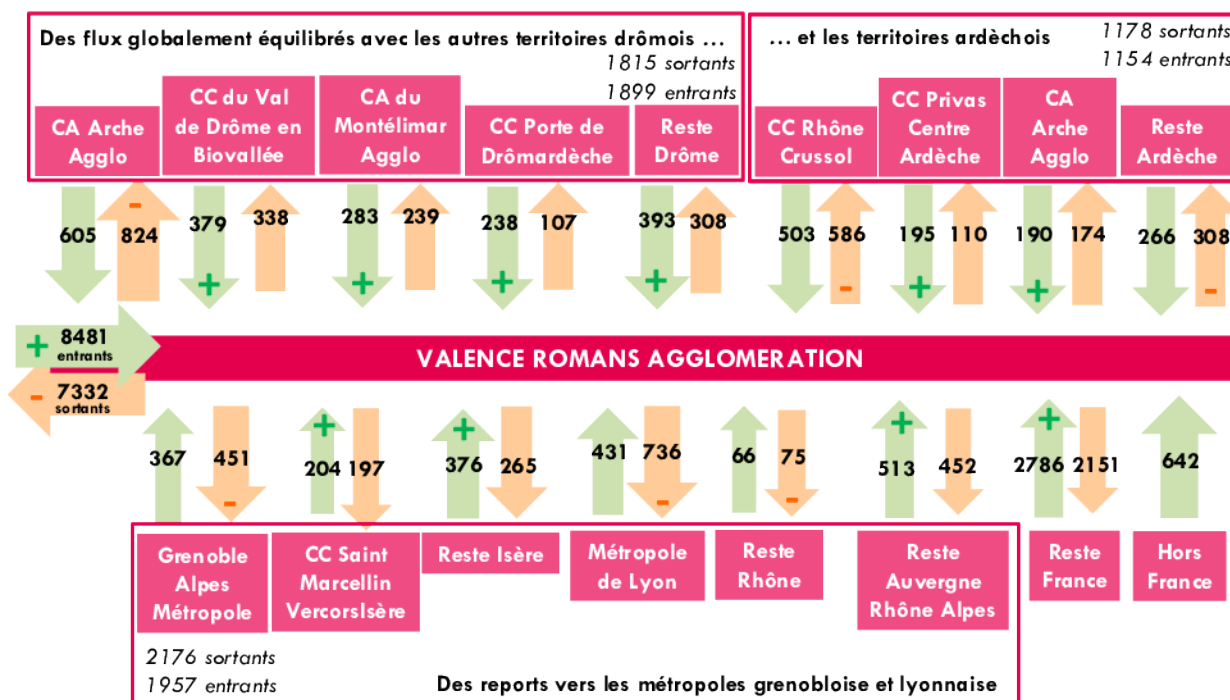 Des flux globalement équilibrés avec les autres territoires drômois ...
1815 sortants
1899 entrants
... et les territoires ardèchois
1178 sortants
1154 entrants
CA Arche
Agglo
CC du Val
de Drôme en
Biovallée
CA du
Montélimar
Agglo
CC Porte de
Drômardèche
Reste
Drôme
CC Rhône
Crussol
CC Privas
Centre
Ardèche
CA
Arche
Agglo
Reste
Ardèche
605
-
824
379
+
338
283
+
239
238
+
107
393
+
308
503
586
-
195
+
110
190
+
174
266
308
-
+ 8481
entrants
VALENCE ROMANS AGGLOMERATION
- 7332
sortants
367
451
-
+
204
197
+
376
265
431
736
-
66
75
-
+
513
452
+
2786
2151
-
642
Grenoble
Alpes
Métropole
CC Saint
Marcellin
VercorsIsère
Reste Isère
Métropole
de Lyon
Reste
Rhône
Reste
Auvergne
Rhône Alpes
Reste
France
Hors
France
2176 sortants
1957 entrants
Des reports vers les métropoles grenobloise et lyonnaise